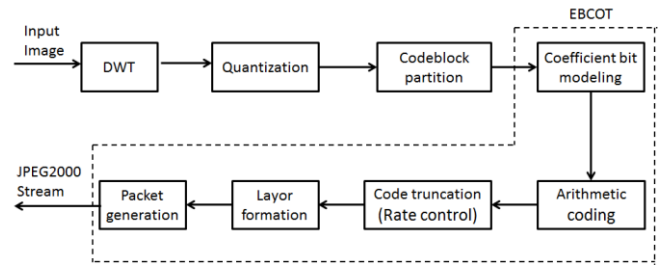 EBCOT
Input
Image
DWT
Quantization
Codeblock
partition
Coefficient bit
modeling
JPEG2000
Stream
Packet
generation
Layor
formation
Code truncation
(Rate control)
Arithmetic
coding